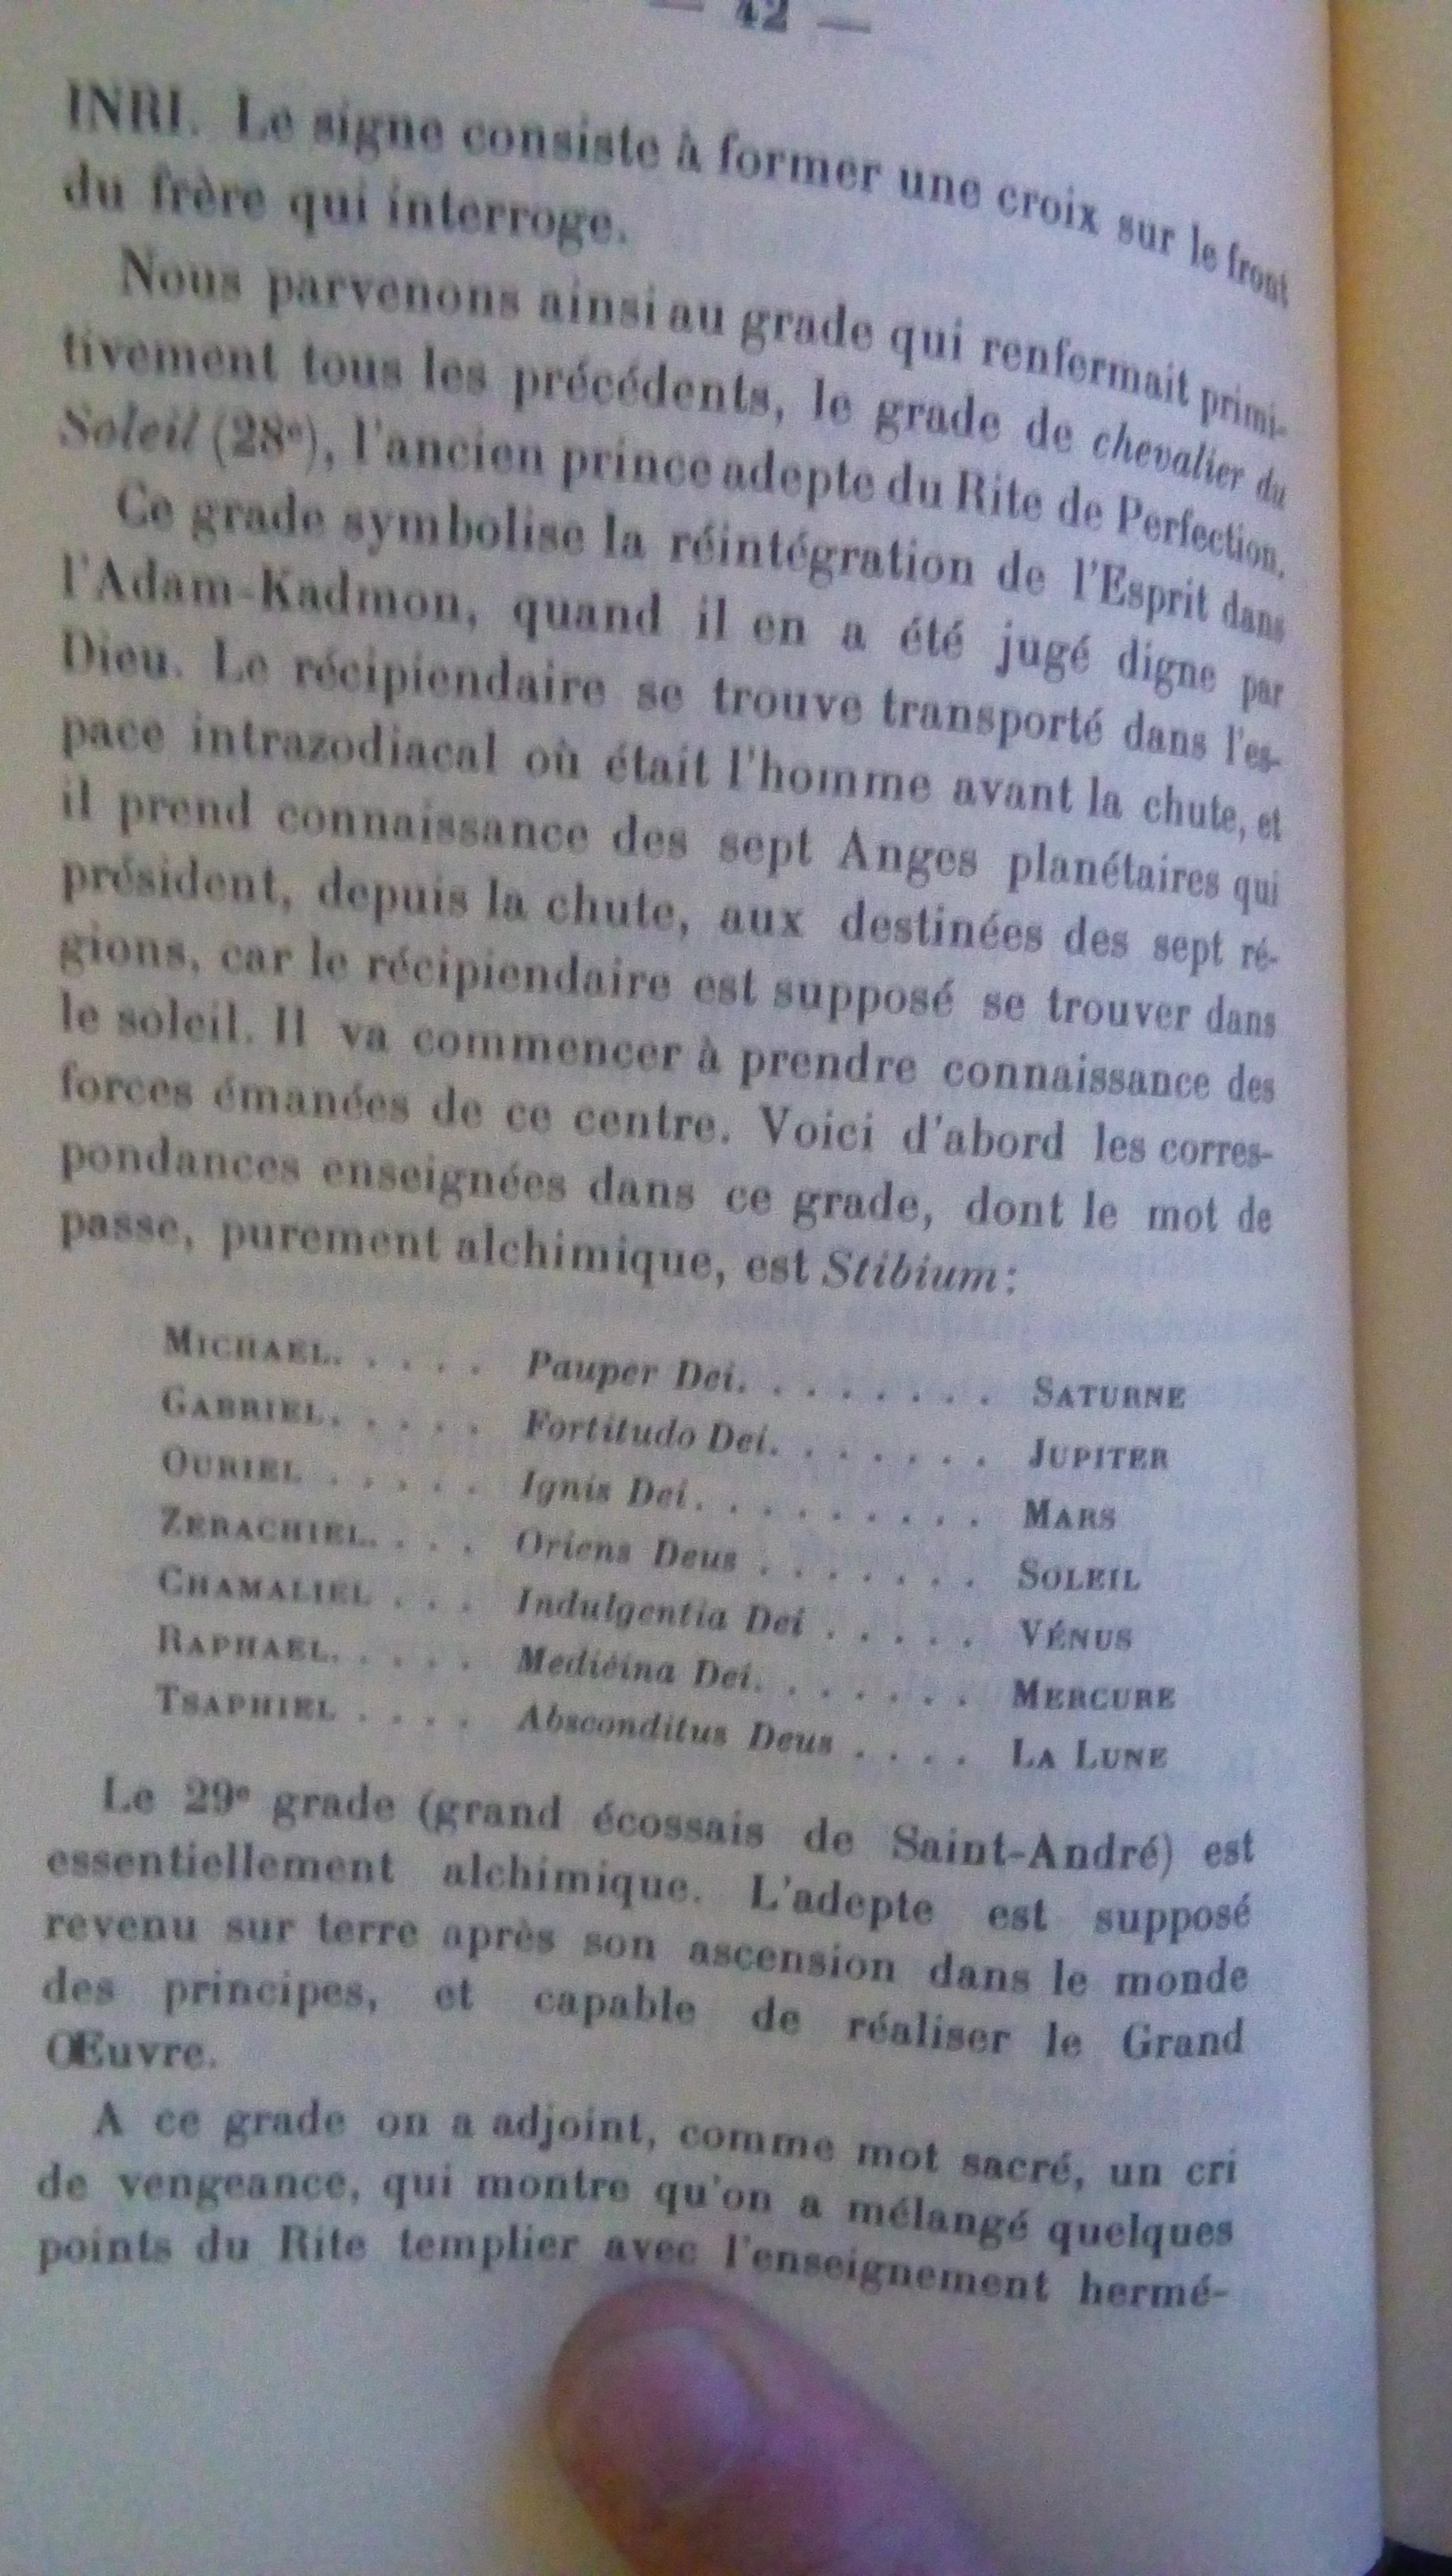 — 42 —
INRI. Le signe consiste à former une croix sur le front
du frère qui interroge.
Nous parvenons ainsi au grade qui renfermait primi-
tivement tous les précédents, le grade de chevalier du
Soleil (28e), l'ancien prince adepte du Rite de Perfection.
Ce grade symbolise la réintégration de l'Esprit dans
l'Adam-Kadmon, quand il en a été jugé digne par
Dieu. Le récipiendaire se trouve transporté dans l'es-
pace intrazodiacal où était l'homme avant la chute, et
il prend connaissance des sept Anges planétaires qui
président, depuis la chute, aux destinées des sept ré-
gions, car le récipiendaire est supposé se trouver dans
le soleil. Il va commencer à prendre connaissance des
forces émanées de ce centre. Voici d'abord les corres-
pondances enseignées dans ce grade, dont le mot de
passe, purement alchimique, est Stibium:
MICHAEL. . . . . Pauper Dei. . . . . . . . SATURNE
GABRIEL. . . . . Fortitudo Dei. . . . . . . JUPITER
OURIEL . . . . . Ignis Dei. . . . . . . . . MARS
ZERACHIEL. . . . Oriens Deus . . . . . . . SOLEIL
CHAMALIEL . . . Indulgentia Dei . . . . . VÉNUS
RAPHAEL. . . . . Medicina Dei. . . . . . . MERCURE
TSAPHIEL . . . . Absconditus Deus . . . . LA LUNE
Le 29e grade (grand écossais de Saint-André) est
essentiellement alchimique. L'adepte est supposé
revenu sur terre après son ascension dans le monde
des principes, et capable de réaliser le Grand
Œuvre.
A ce grade on a adjoint, comme mot sacré, un cri
de vengeance, qui montre qu'on a mélangé quelques
points du Rite templier avec l'enseignement hermé-